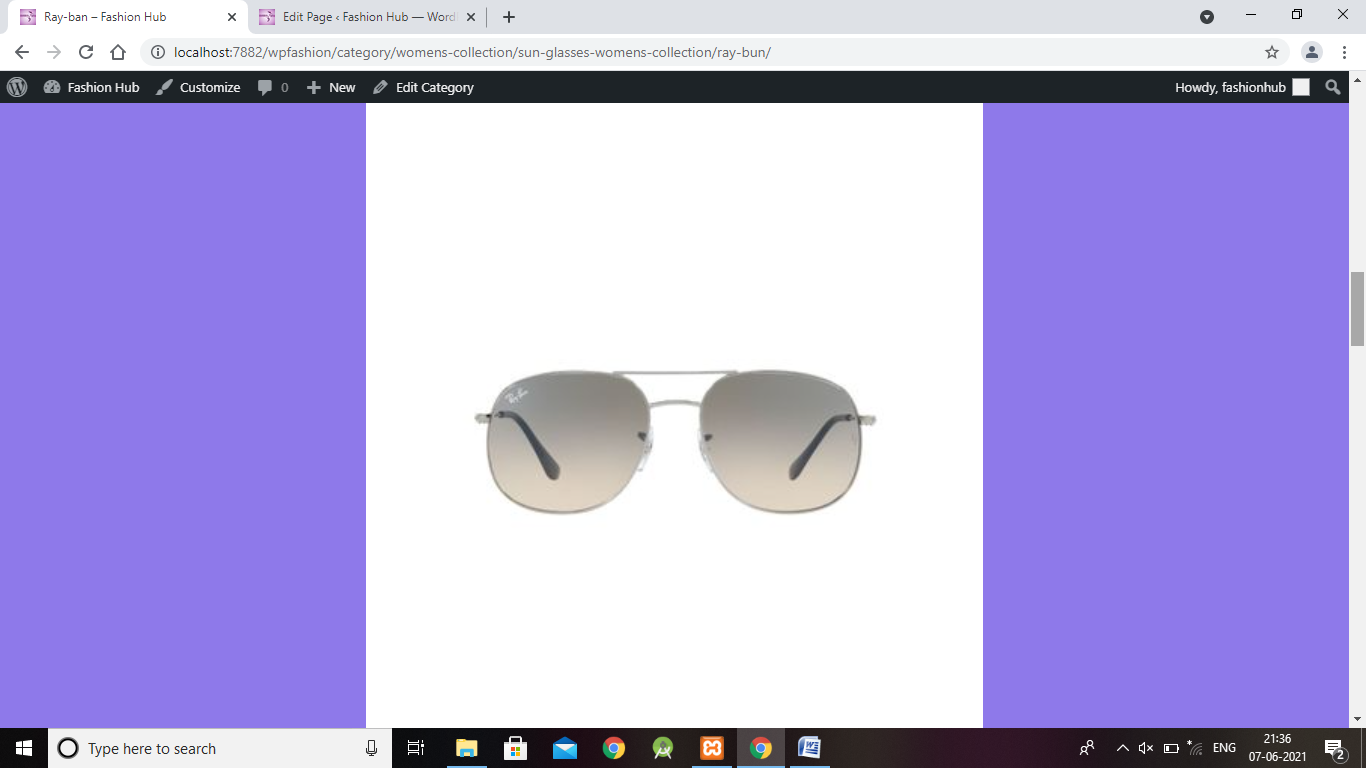 Ray-ban – Fashion Hub
Edit Page ‹ Fashion Hub — Word
localhost:7882/wpfashion/category/womens-collection/sun-glasses-womens-collection/ray-bun/
Fashion Hub Customize 0 New Edit Category Howdy, fashionhub
Ray-Ban
Type here to search
ENG
21:36
07-06-2021
2